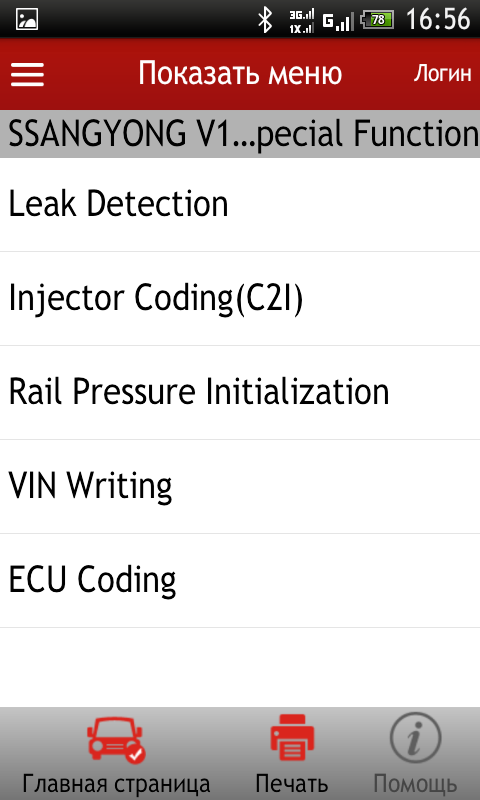 3G 1X G 78 16:56
Показать меню Логин
SSANGYONG V1...pecial Function
Leak Detection
Injector Coding(C2I)
Rail Pressure Initialization
VIN Writing
ECU Coding
Главная страница Печать Помощь